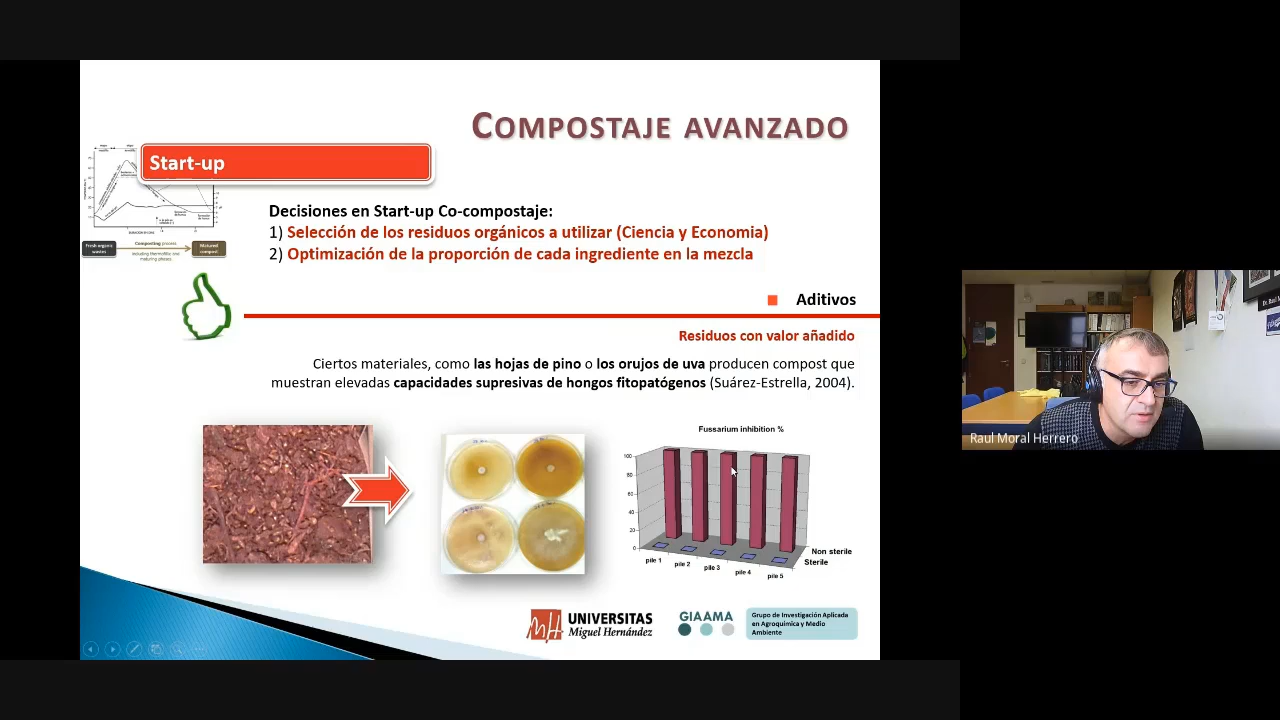 COMPOSTAJE AVANZADO
Start-up
Decisiones en Start-up Co-compostaje:
1) Selección de los residuos orgánicos a utilizar (Ciencia y Economia)
2) Optimización de la proporción de cada ingrediente en la mezcla
Fresh organic
wastes
Composting process
including thermofilic and
maturing phases
Matured
compost
Aditivos
Residuos con valor añadido
Ciertos materiales, como las hojas de pino o los orujos de uva producen compost que
muestran elevadas capacidades supresivas de hongos fitopatógenos (Suárez-Estrella, 2004).
Fussarium inhibition %
100
80
60
40
20
0
pile 1
pile 2
pile 3
pile 4
pile 5
Non sterile
Sterile
UNIVERSITAS
Miguel Hernández
GIAAMA
Grupo de Investigación Aplicada
en Agroquímica y Medio
Ambiente
Raul Moral Herrero